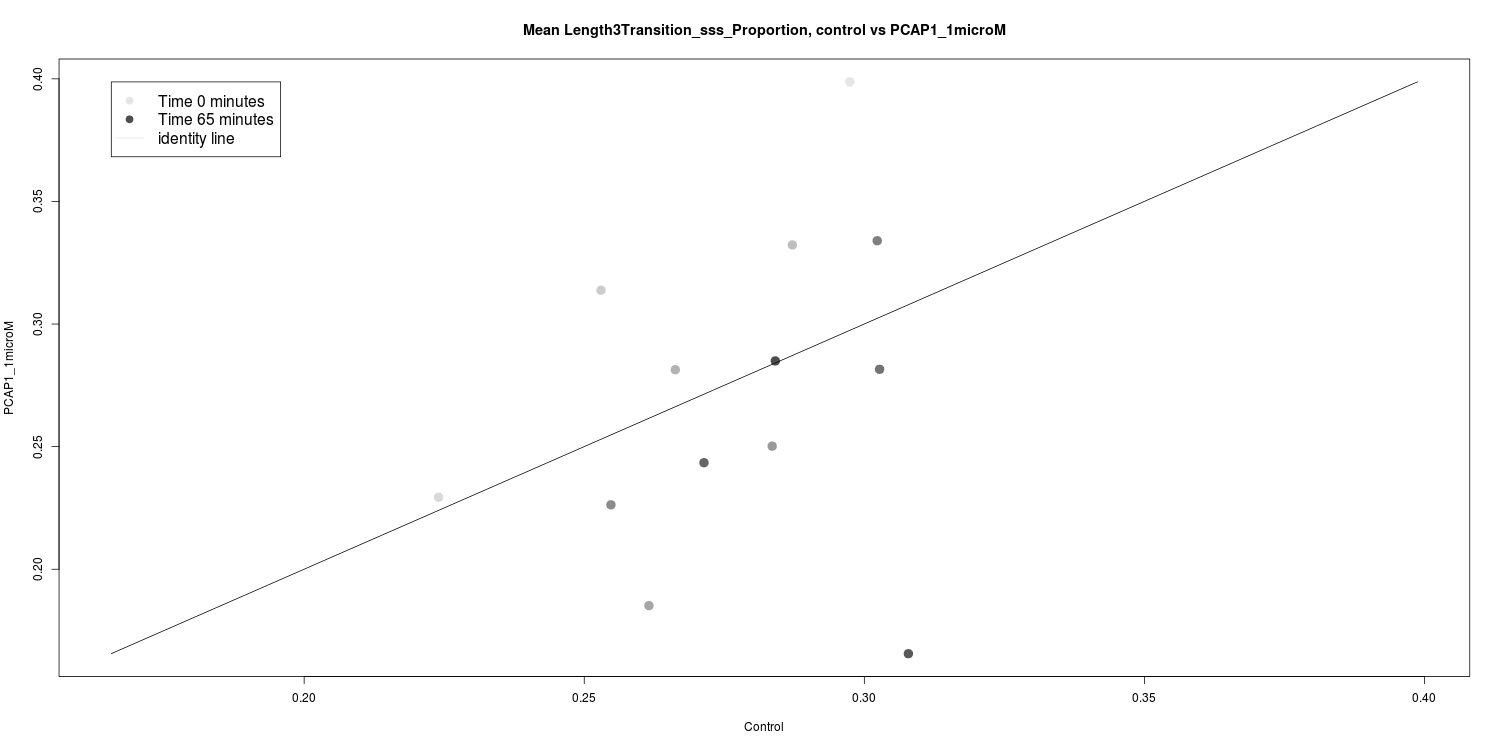 Mean Length3Transition_sss_Proportion, control vs PCAP1_1microM
Time 0 minutes
Time 65 minutes
identity line
0.40
0.35
0.30
0.25
0.20
PCAP1_1microM
0.20
0.25
0.30
0.35
0.40
Control